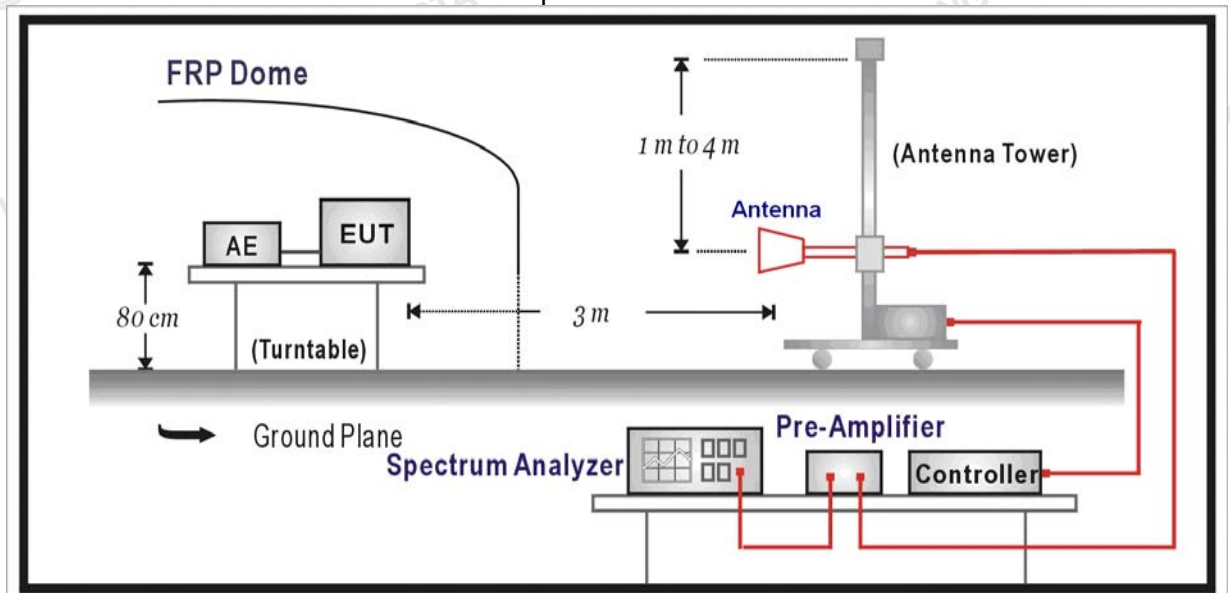 FRP Dome
1 m to 4 m
(Antenna Tower)
Antenna
AE
EUT
80 cm
3 m
(Turntable)
Ground Plane
Pre-Amplifier
Spectrum Analyzer
Controller